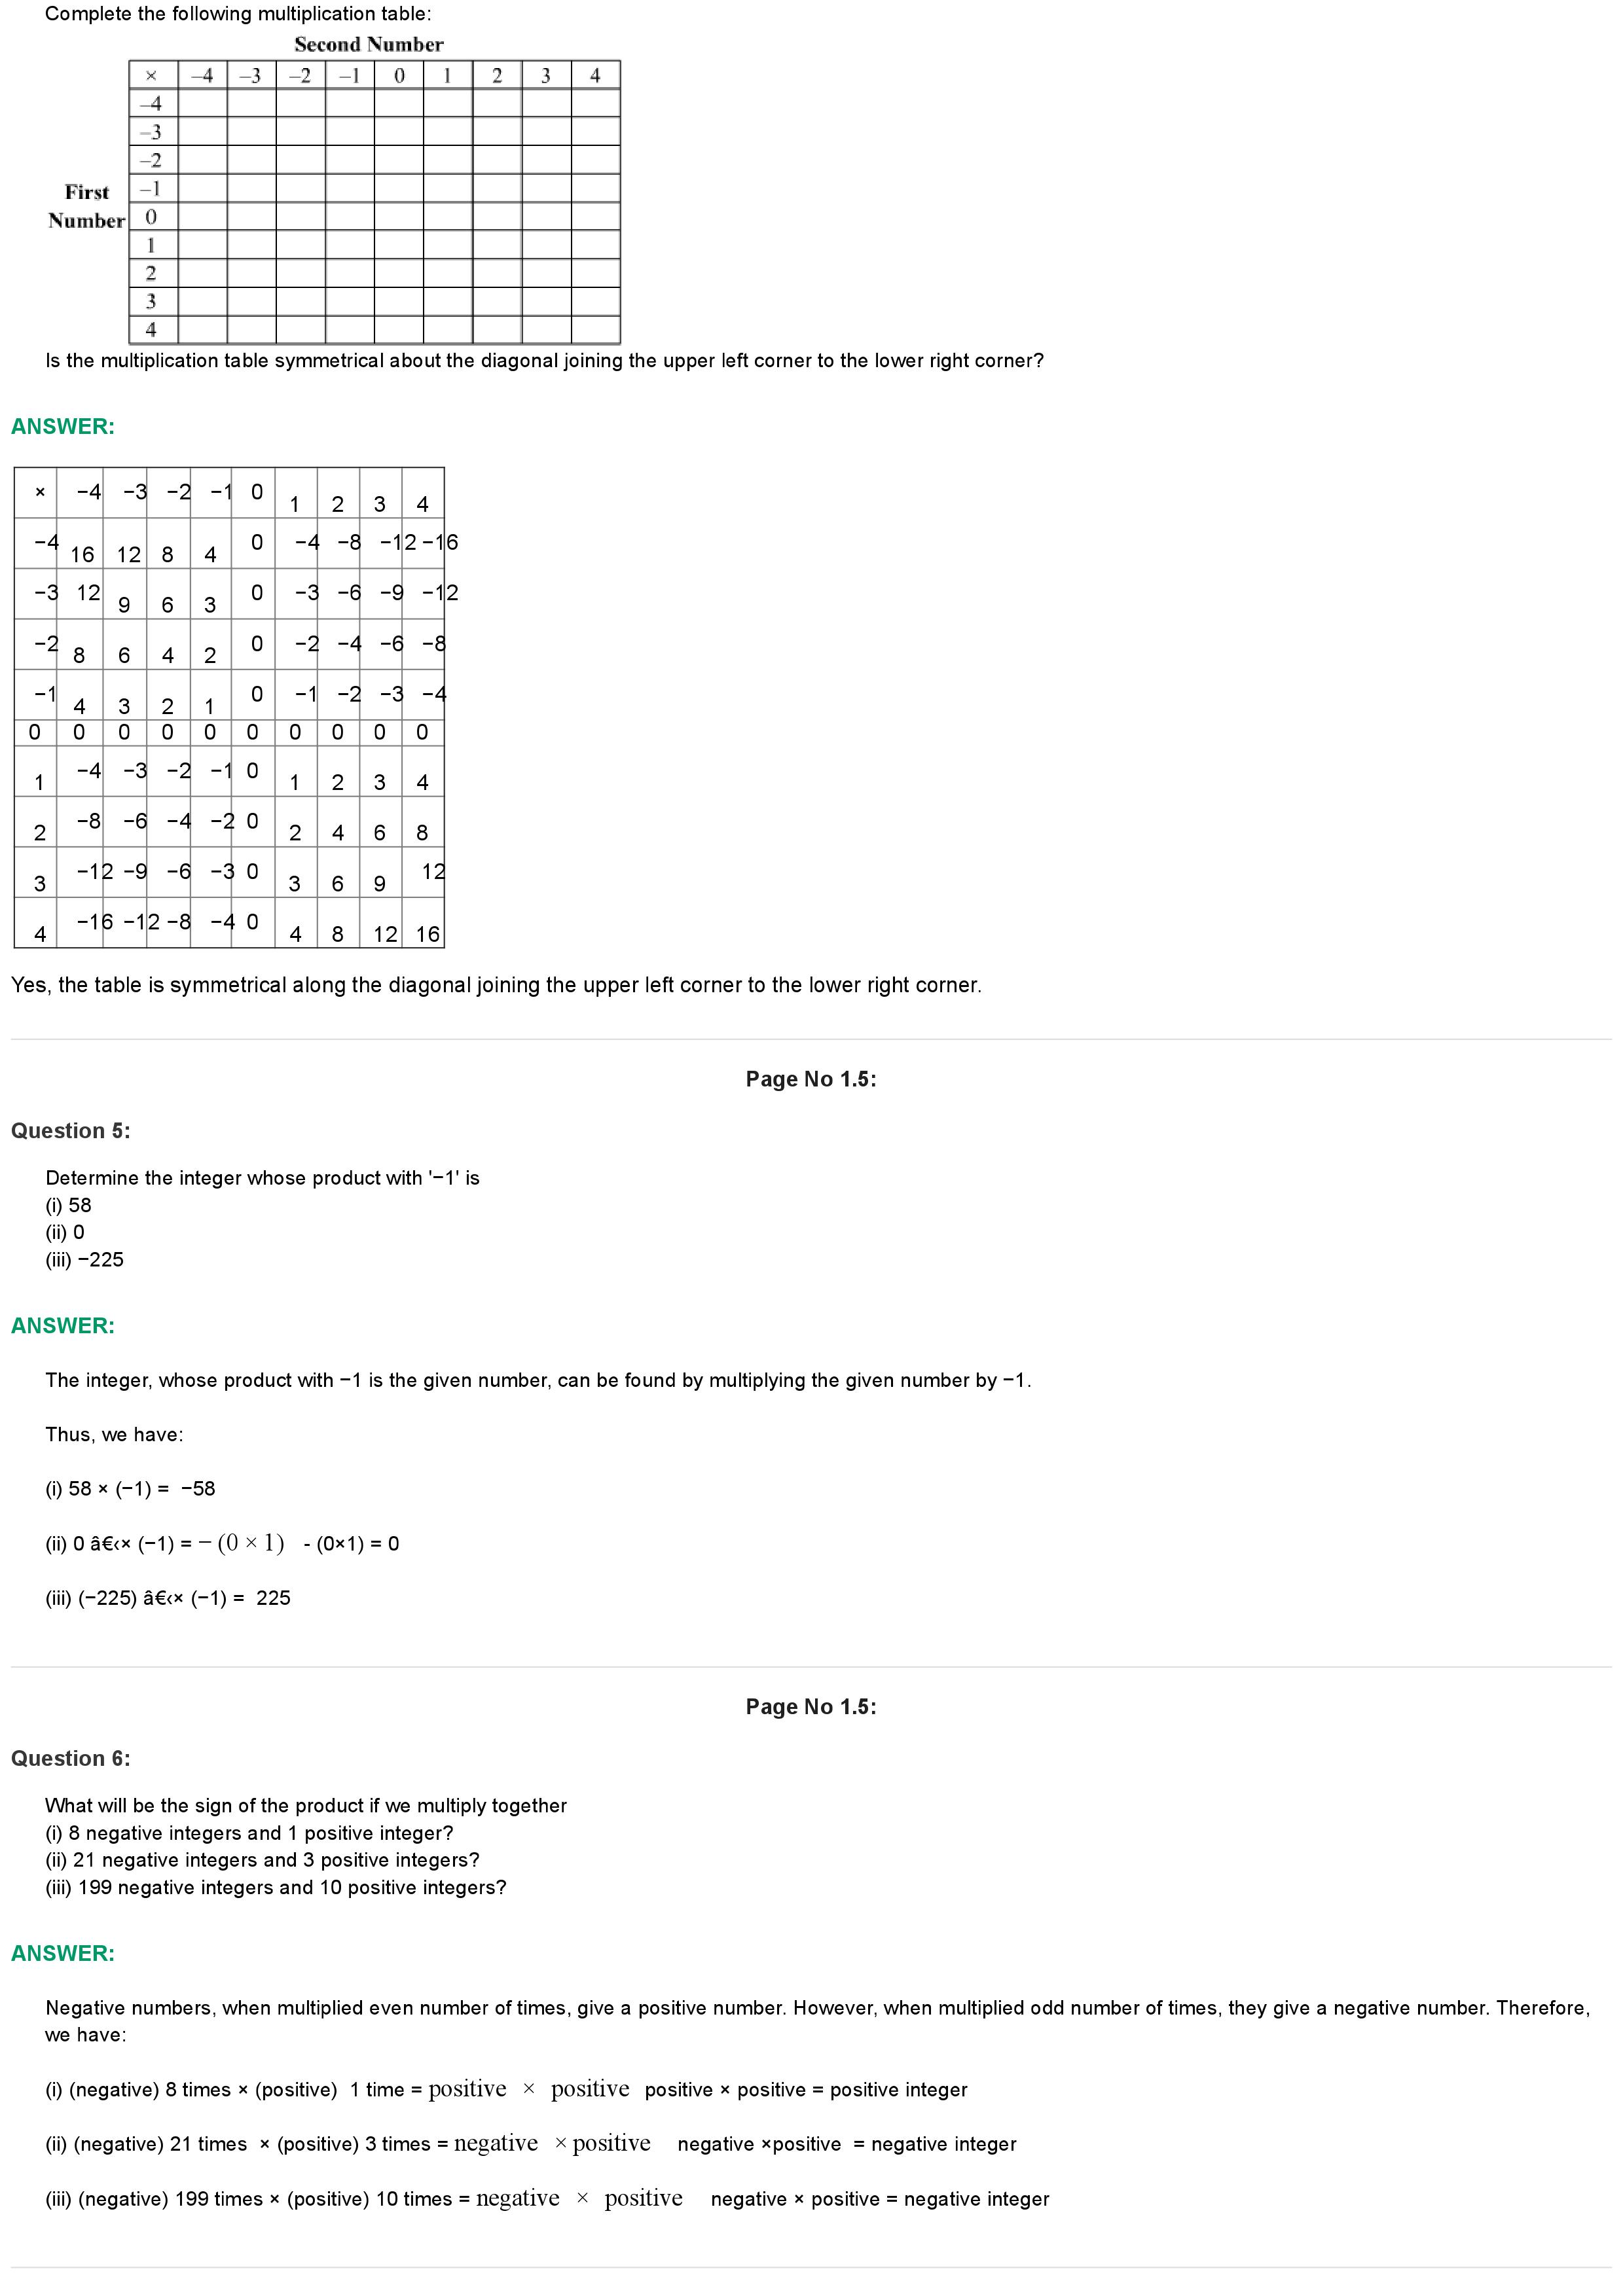 Complete the following multiplication table:
Second Number
× –4 –3 –2 –1 0 1 2 3 4
–4
–3
–2
First –1
Number 0
1
2
3
4
Is the multiplication table symmetrical about the diagonal joining the upper left corner to the lower right corner?
ANSWER:
× −4 −3 −2 −1 0 1 2 3 4
−4 16 12 8 4 0 −4 −8 −12 −16
−3 12 9 6 3 0 −3 −6 −9 −12
−2 8 6 4 2 0 −2 −4 −6 −8
−1 4 3 2 1 0 −1 −2 −3 −4
0 0 0 0 0 0 0 0 0 0
1 −4 −3 −2 −1 0 1 2 3 4
2 −8 −6 −4 −2 0 2 4 6 8
3 −12 −9 −6 −3 0 3 6 9 12
4 −16 −12 −8 −4 0 4 8 12 16
Yes, the table is symmetrical along the diagonal joining the upper left corner to the lower right corner.
Page No 1.5:
Question 5:
Determine the integer whose product with '−1' is
(i) 58
(ii) 0
(iii) −225
ANSWER:
The integer, whose product with −1 is the given number, can be found by multiplying the given number by −1.
Thus, we have:
(i) 58 × (−1) = −58
(ii) 0 â€‹× (−1) = − (0 × 1) - (0×1) = 0
(iii) (−225) â€‹× (−1) = 225
Page No 1.5:
Question 6:
What will be the sign of the product if we multiply together
(i) 8 negative integers and 1 positive integer?
(ii) 21 negative integers and 3 positive integers?
(iii) 199 negative integers and 10 positive integers?
ANSWER:
Negative numbers, when multiplied even number of times, give a positive number. However, when multiplied odd number of times, they give a negative number. Therefore,
we have:
(i) (negative) 8 times × (positive) 1 time = positive × positive positive × positive = positive integer
(ii) (negative) 21 times × (positive) 3 times = negative × positive negative ×positive = negative integer
(iii) (negative) 199 times × (positive) 10 times = negative × positive negative × positive = negative integer